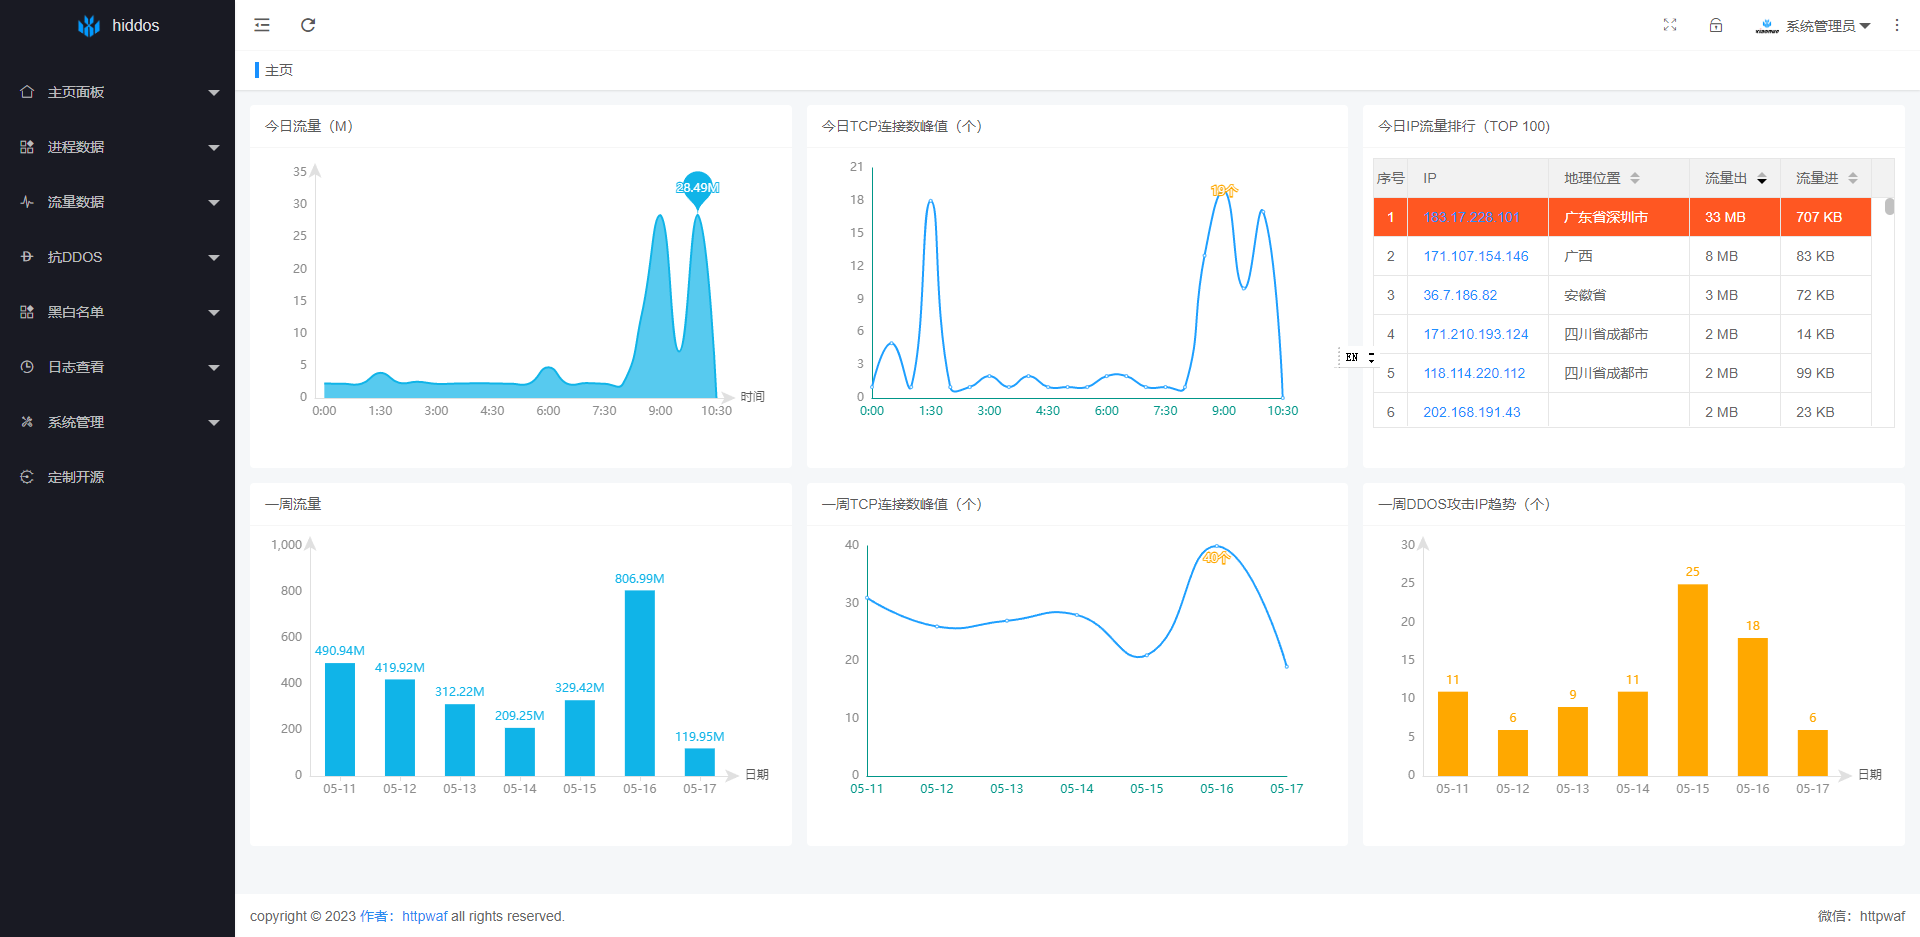 hiddos
系统管理员
主页面板
进程数据
流量数据
抗DDOS
黑白名单
日志查看
系统管理
定制开源
主页
今日流量（M）
35
30
25
20
15
10
5
0
28.49M
0:00 1:30 3:00 4:30 6:00 7:30 9:00 10:30
时间
今日TCP连接数峰值（个）
21
18
15
12
9
6
3
0
19个
0:00 1:30 3:00 4:30 6:00 7:30 9:00 10:30
EN
今日IP流量排行（TOP 100）
序号 IP 地理位置 流量出 流量进
1 183.17.228.101 广东省深圳市 33 MB 707 KB
2 171.107.154.146 广西 8 MB 83 KB
3 36.7.186.82 安徽省 3 MB 72 KB
4 171.210.193.124 四川省成都市 2 MB 14 KB
5 118.114.220.112 四川省成都市 2 MB 99 KB
6 202.168.191.43 2 MB 23 KB
一周流量
1,000
800
600
400
200
0
490.94M
419.92M
312.22M
209.25M
329.42M
806.99M
119.95M
05-11 05-12 05-13 05-14 05-15 05-16 05-17
日期
一周TCP连接数峰值（个）
40
30
20
10
0
40个
05-11 05-12 05-13 05-14 05-15 05-16 05-17
一周DDOS攻击IP趋势（个）
30
25
20
15
10
5
0
11
6
9
11
25
18
6
05-11 05-12 05-13 05-14 05-15 05-16 05-17
日期
copyright © 2023 作者：httpwaf all rights reserved.
微信：httpwaf